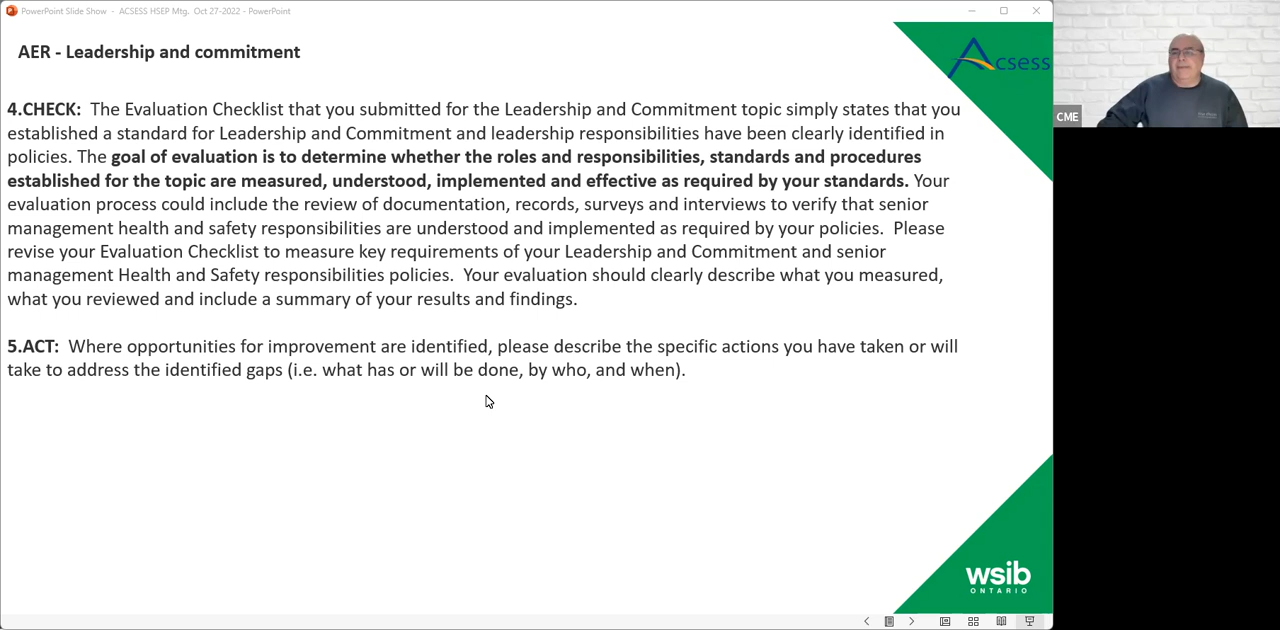 PowerPoint Slide Show - ACSESS HSEP Mtg. Oct 27-2022 - PowerPoint
AER - Leadership and commitment
Acsess
CME
4.CHECK: The Evaluation Checklist that you submitted for the Leadership and Commitment topic simply states that you
established a standard for Leadership and Commitment and leadership responsibilities have been clearly identified in
policies. The goal of evaluation is to determine whether the roles and responsibilities, standards and procedures
established for the topic are measured, understood, implemented and effective as required by your standards. Your
evaluation process could include the review of documentation, records, surveys and interviews to verify that senior
management health and safety responsibilities are understood and implemented as required by your policies. Please
revise your Evaluation Checklist to measure key requirements of your Leadership and Commitment and senior
management Health and Safety responsibilities policies. Your evaluation should clearly describe what you measured,
what you reviewed and include a summary of your results and findings.
5.ACT: Where opportunities for improvement are identified, please describe the specific actions you have taken or will
take to address the identified gaps (i.e. what has or will be done, by who, and when).
wsib
ONTARIO